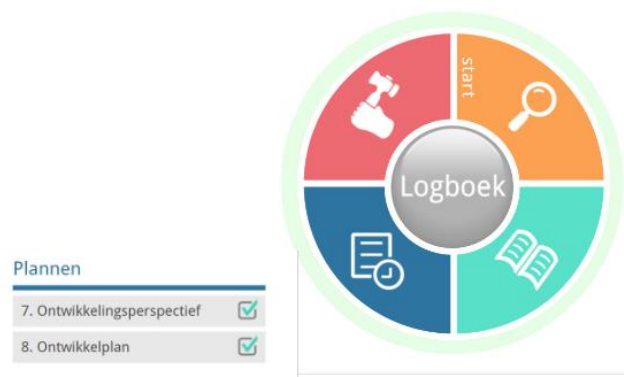 start
Logboek
Plannen
7. Ontwikkelingsperspectief
8. Ontwikkelplan